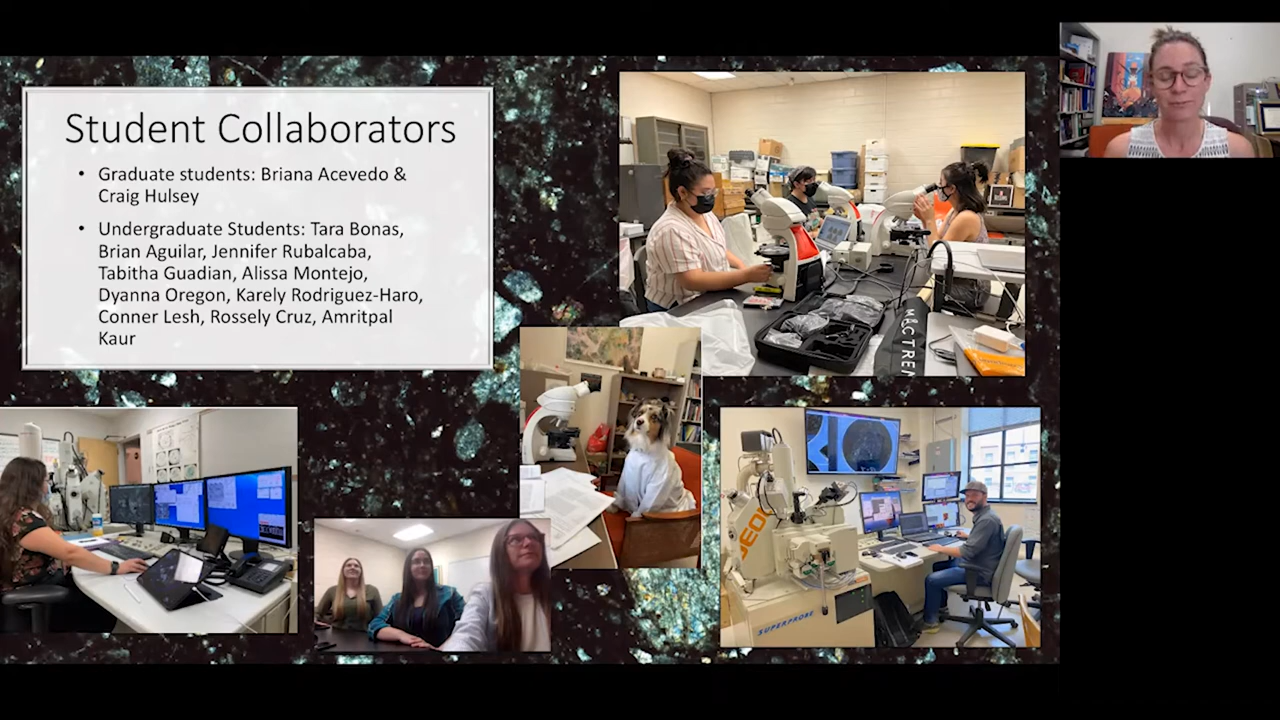 Student Collaborators
• Graduate students: Briana Acevedo &
Craig Hulsey
• Undergraduate Students: Tara Bonas,
Brian Aguilar, Jennifer Rubalcaba,
Tabitha Guadian, Alissa Montejo,
Dyanna Oregon, Karely Rodriguez-Haro,
Conner Lesh, Rossely Cruz, Amritpal
Kaur
JEOL
SUPERPROBE